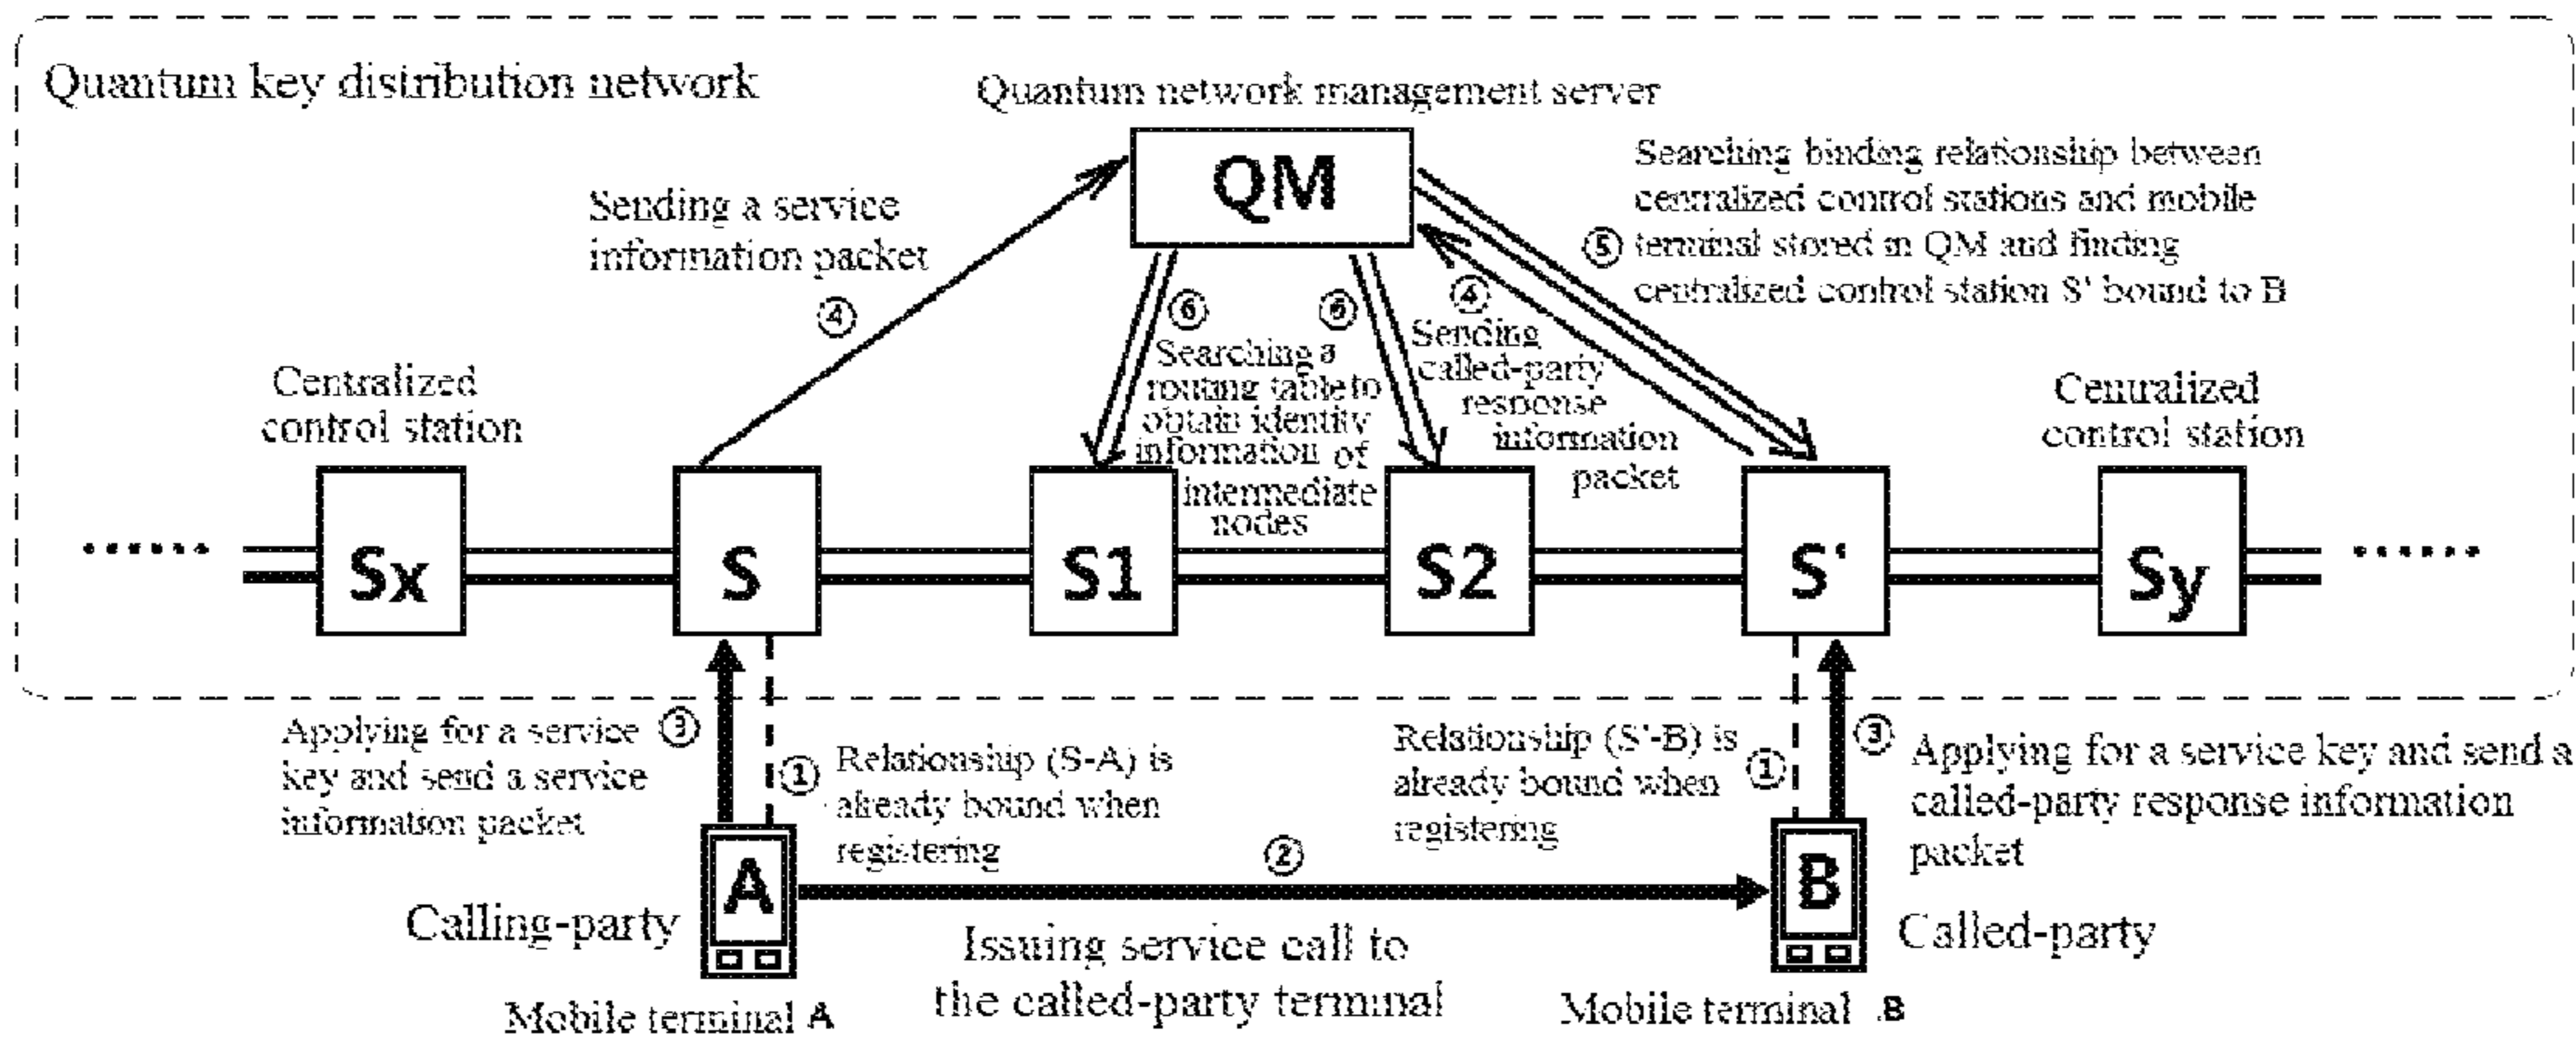 Quantum key distribution network
Quantum network management server
QM
Sending a service
information packet
④
Searching binding relationship between
centralized control stations and mobile
⑤ terminal stored in QM and finding
centralized control station S' bound to B
⑥
Searching a
routing table to
obtain identity
information of
intermediate
nodes
⑥
④
Sending
called-party
response
information
packet
Centralized
control station
Centralized
control station
......
Sx
S
S1
S2
S'
Sy
......
Applying for a service
key and send a service
information packet
③
① Relationship (S-A) is
already bound when
registering
Relationship (S'-B) is
already bound when
registering
①
③
Applying for a service key and send a
called-party response information
packet
②
A
B
Calling-party
Issuing service call to
the called-party terminal
Called-party
Mobile terminal A
Mobile terminal .B